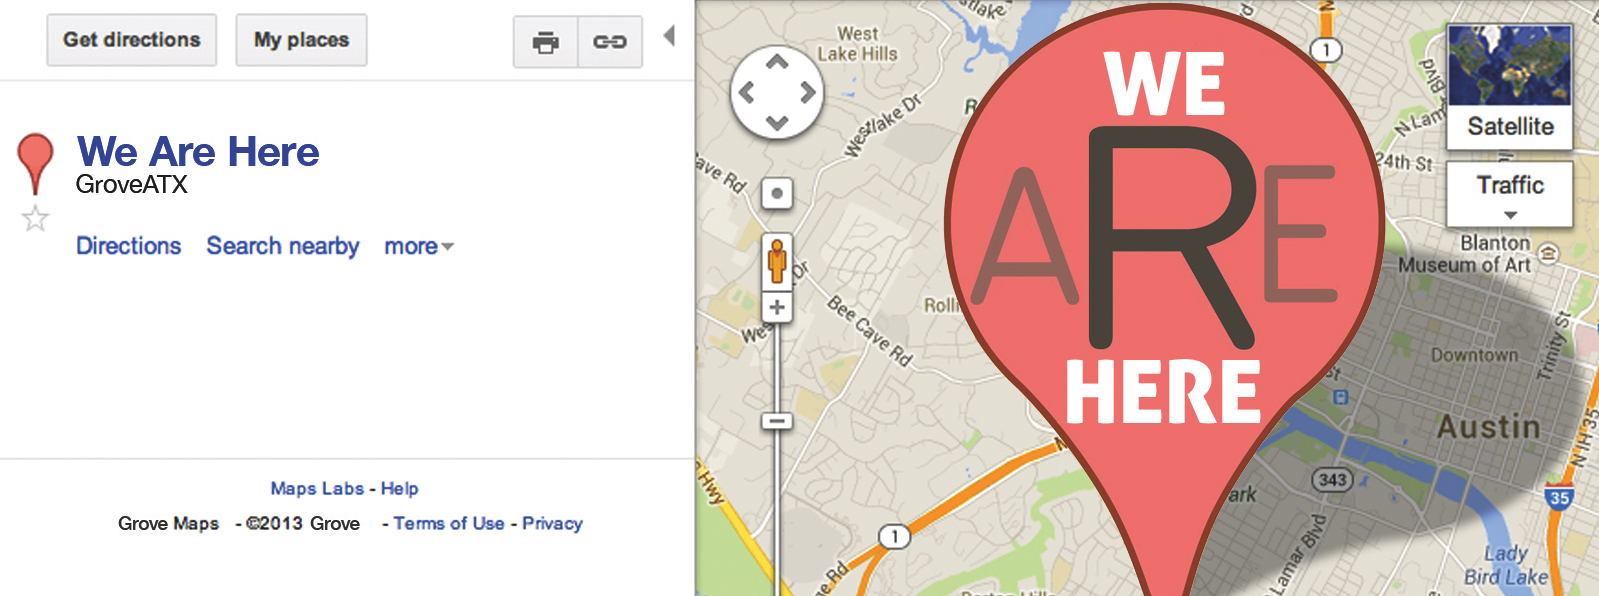 Get directions
My places
We Are Here
GroveATX
Directions Search nearby more
Maps Labs - Help
Grove Maps - ©2013 Grove - Terms of Use - Privacy
West
Lake Hills
Westlake Dr
Bee Cave Rd
1
1
WE
ARE
HERE
Satellite
Traffic
24th St
Blanton
Museum of Art
Downtown
Trinity St
Austin
N IH 35
35
343
Lamar Blvd
Lady
Bird Lake